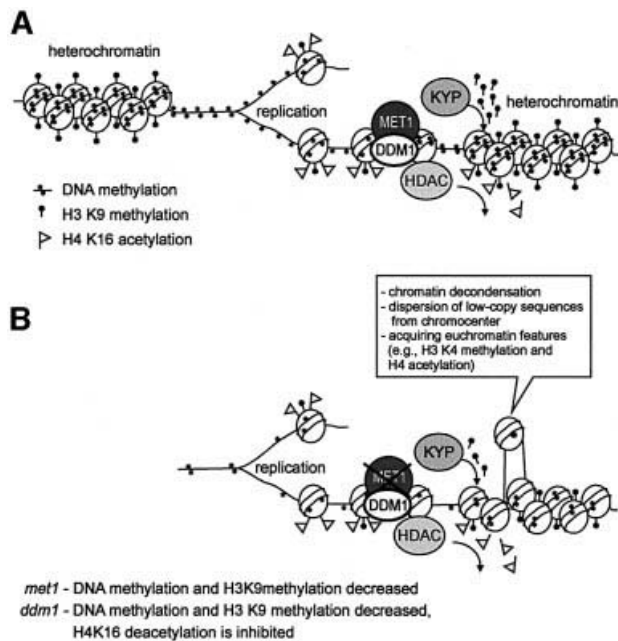 A
heterochromatin
replication
MET1
DDM1
HDAC
KYP
heterochromatin
DNA methylation
H3 K9 methylation
H4 K16 acetylation
B
- chromatin decondensation
- dispersion of low-copy sequences
from chromocenter
- acquiring euchromatin features
(e.g., H3 K4 methylation and
H4 acetylation)
replication
MET1
DDM1
HDAC
KYP
met1 - DNA methylation and H3K9methylation decreased
ddm1 - DNA methylation and H3 K9 methylation decreased,
H4K16 deacetylation is inhibited